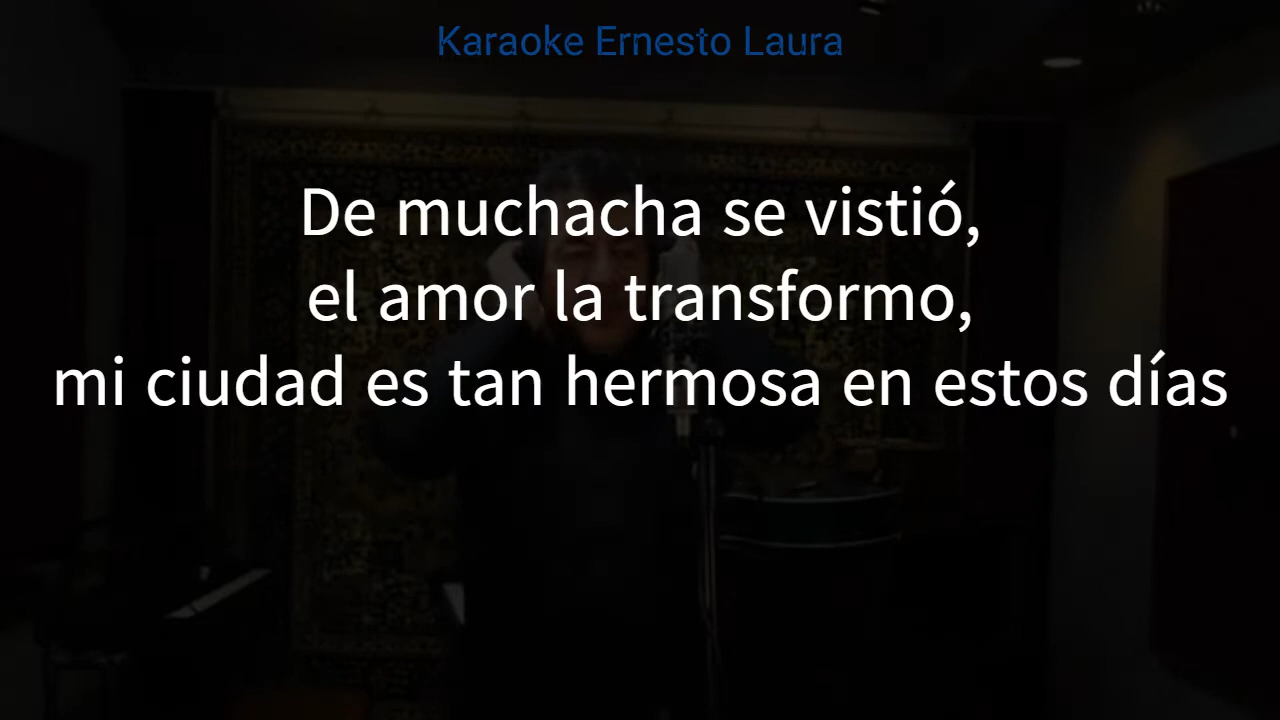 Karaoke Ernesto Laura
De muchacha se vistió,
el amor la transformo,
mi ciudad es tan hermosa en estos días